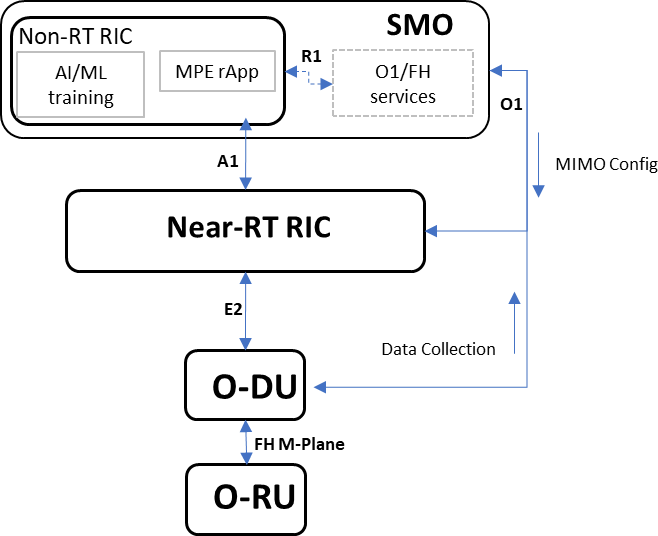 SMO
Non-RT RIC
AI/ML
training
MPE rApp
R1
O1/FH
services
O1
A1
MIMO Config
Near-RT RIC
E2
Data Collection
O-DU
FH M-Plane
O-RU